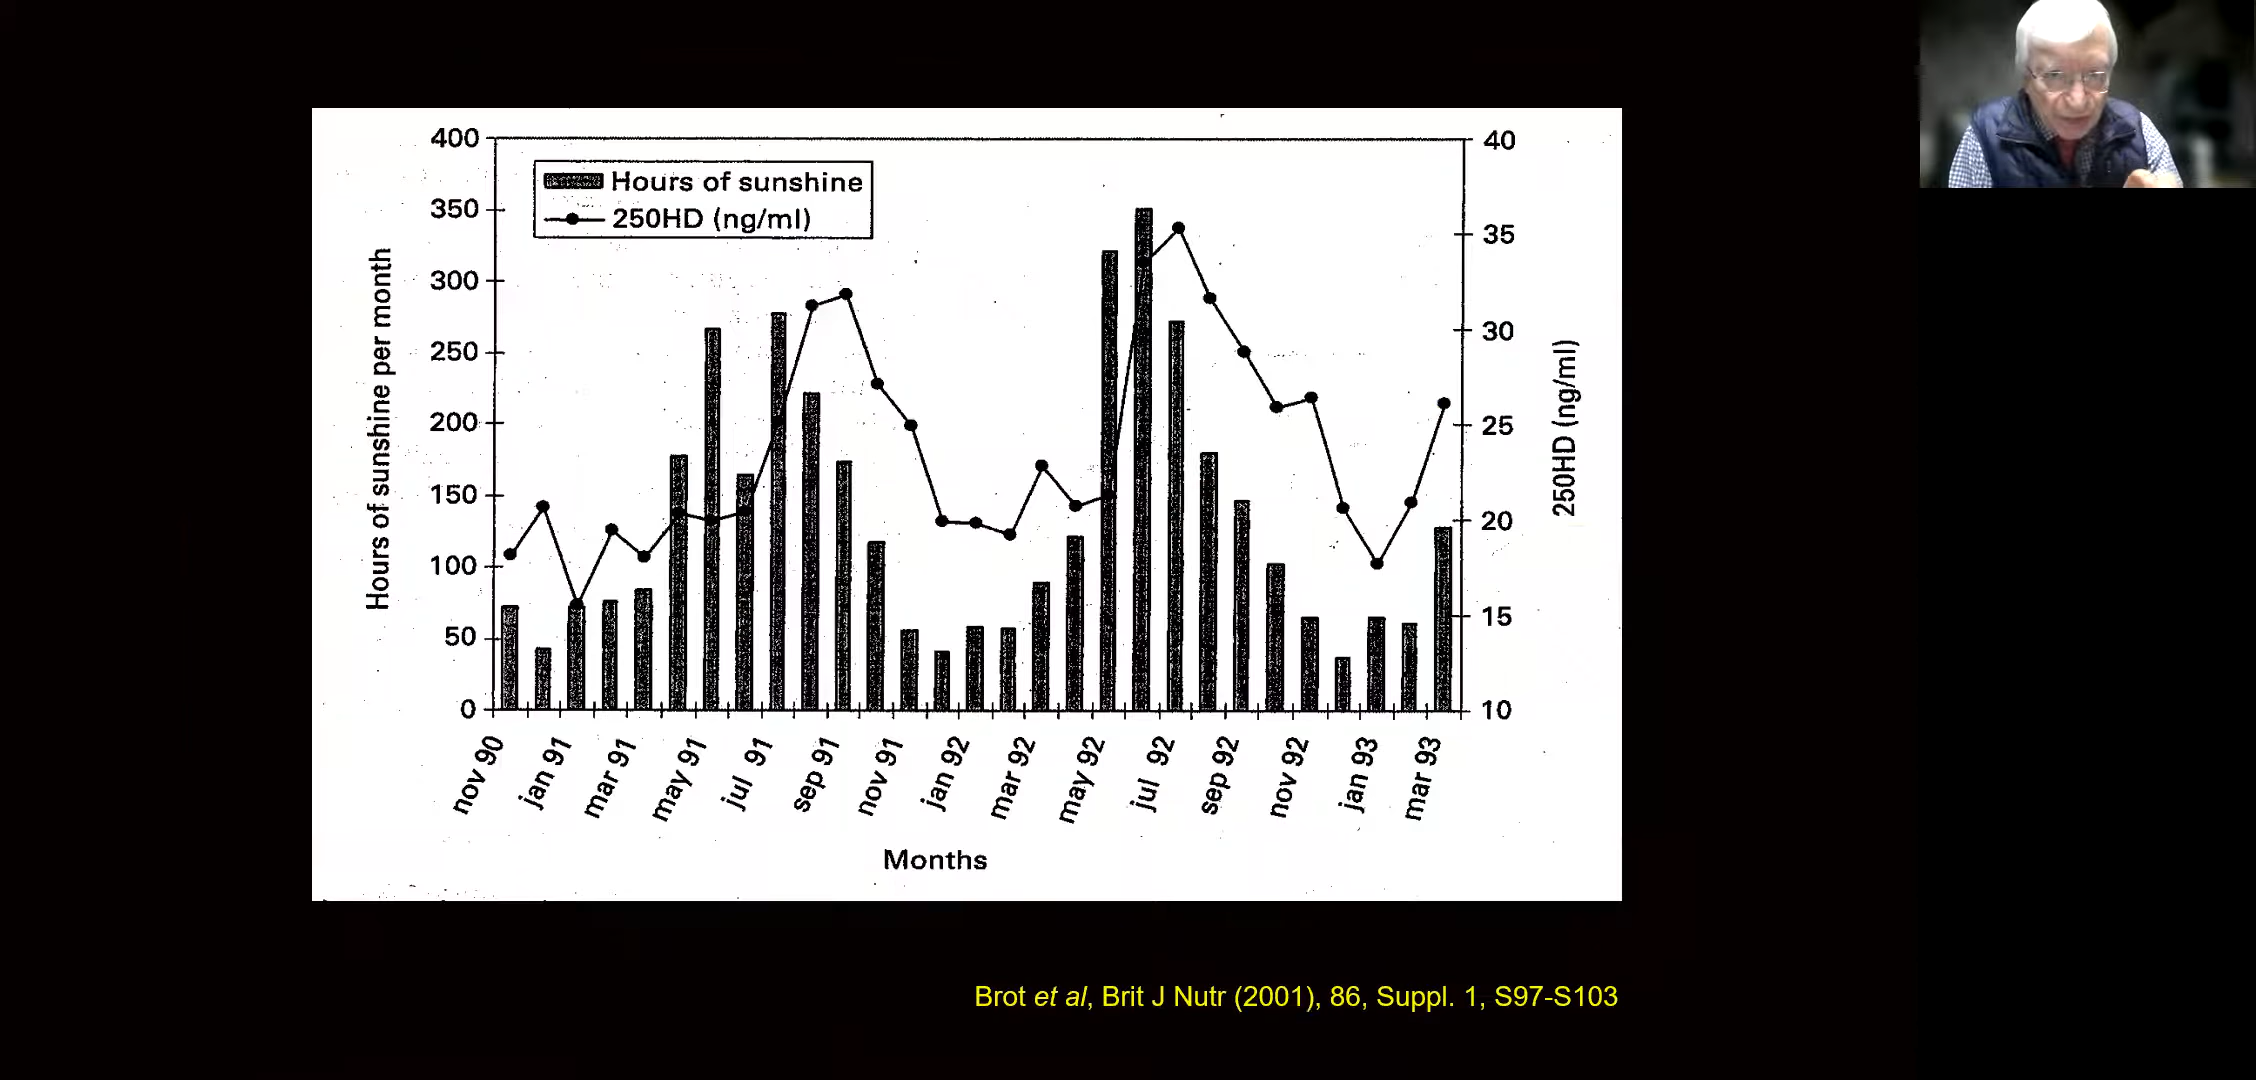 400
350
300
250
200
150
100
50
0
Hours of sunshine per month
Hours of sunshine
250HD (ng/ml)
40
35
30
25
20
15
10
250HD (ng/ml)
nov 90
jan 91
mar 91
may 91
jul 91
sep 91
nov 91
jan 92
mar 92
may 92
jul 92
sep 92
nov 92
jan 93
mar 93
Months
Brot et al, Brit J Nutr (2001), 86, Suppl. 1, S97-S103